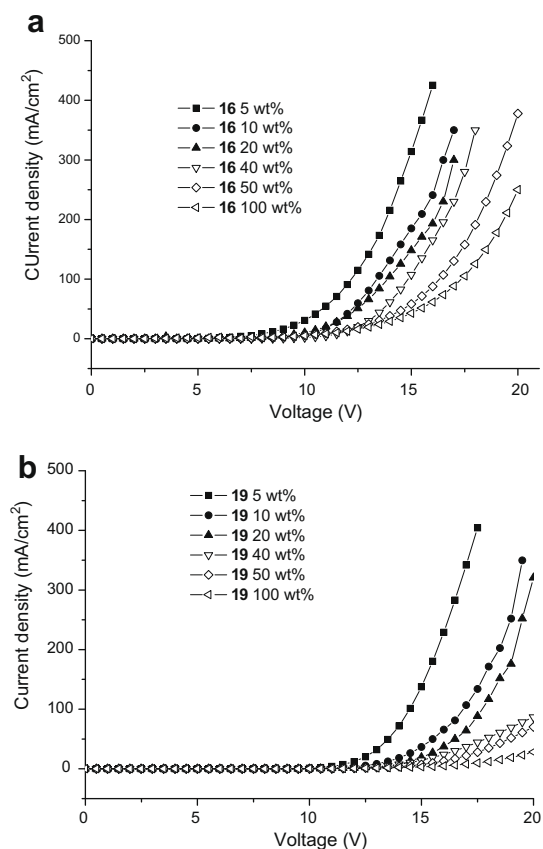 a
500
400
300
200
100
0
CUrrent density (mA/cm²)
16 5 wt%
16 10 wt%
16 20 wt%
16 40 wt%
16 50 wt%
16 100 wt%
0 5 10 15 20
Voltage (V)
b
500
400
300
200
100
0
Current density (mA/cm²)
19 5 wt%
19 10 wt%
19 20 wt%
19 40 wt%
19 50 wt%
19 100 wt%
0 5 10 15 20
Voltage (V)